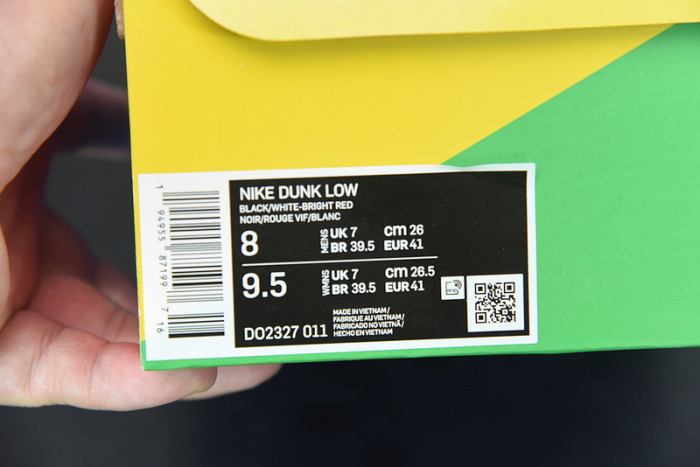 NIKE DUNK LOW
BLACK/WHITE-BRIGHT RED
NOIR/ROUGE VIF/BLANC
8 MENS UK 7 cm 26
BR 39.5 EUR 41
9.5 WMNS UK 7 cm 26.5
BR 39.5 EUR 41
DO2327 011
MADE IN VIETNAM/
FABRIQUE AU VIETNAM/
FABRICADO NO VIETNÃ/
HECHO EN VIETNAM
1 94955 87199 7 16